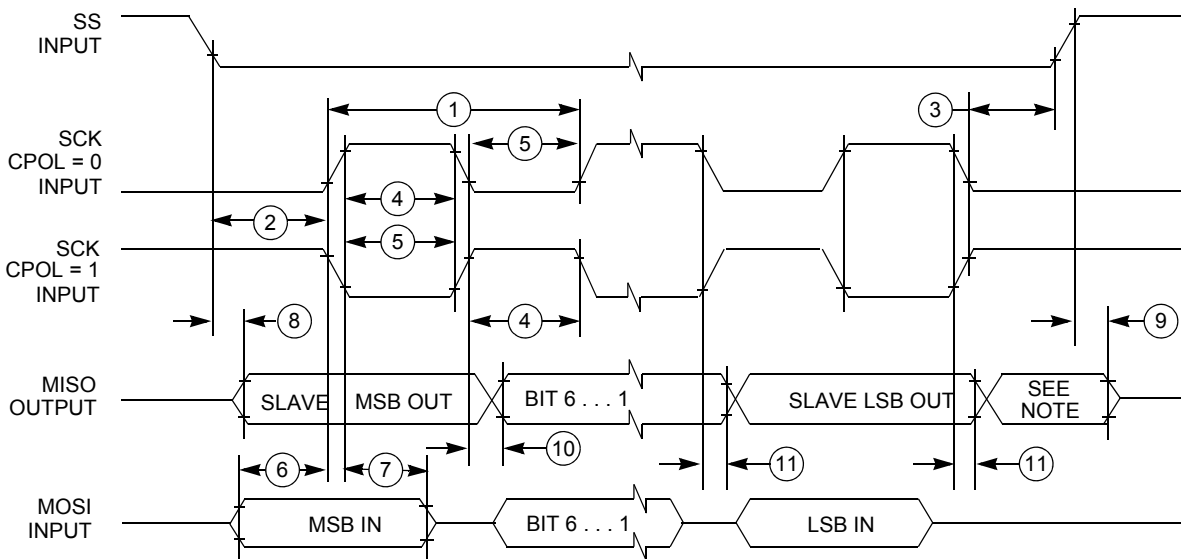 SS
INPUT
1
3
SCK
CPOL = 0
INPUT
5
4
2
SCK
CPOL = 1
INPUT
5
4
8
9
MISO
OUTPUT
SLAVE MSB OUT
BIT 6 . . . 1
SLAVE LSB OUT
SEE
NOTE
10
11
11
6
7
MOSI
INPUT
MSB IN
BIT 6 . . . 1
LSB IN